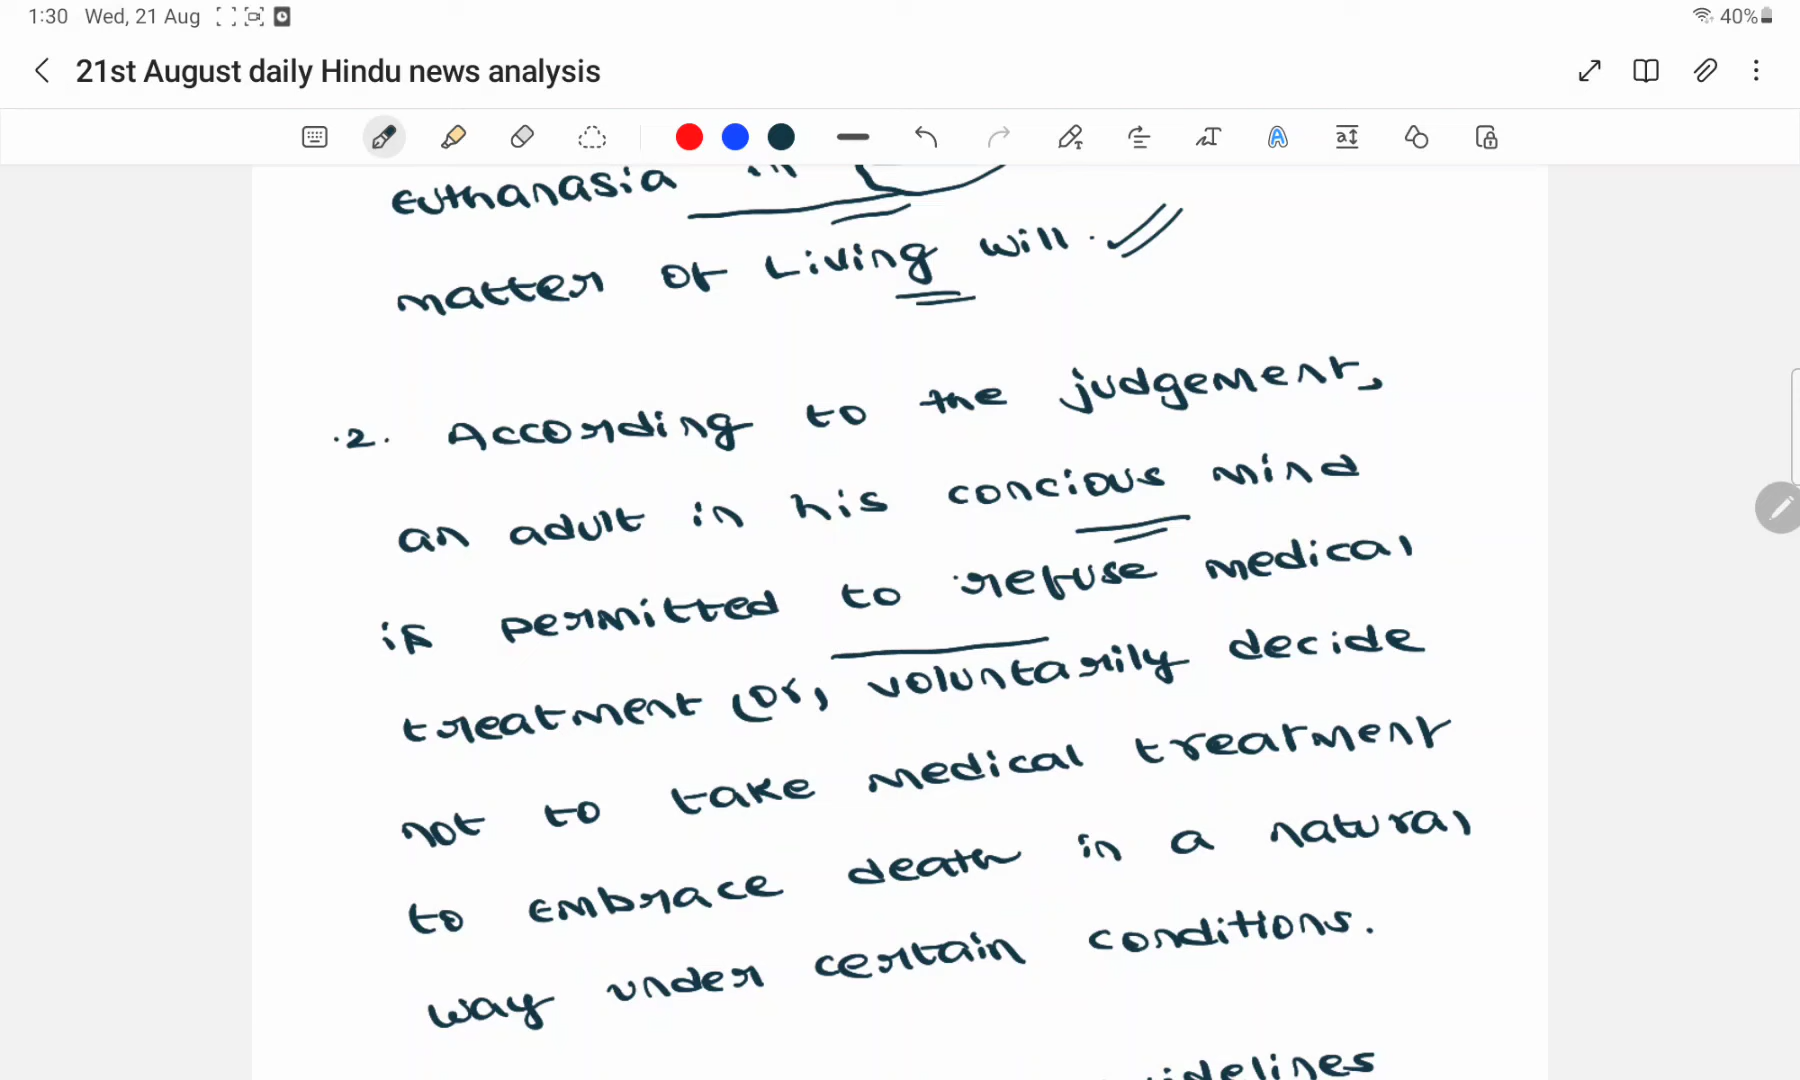 1:30 Wed, 21 Aug 40%
21st August daily Hindu news analysis
Euthanasia in
matter of Living will.
2. According to the judgement,
an adult in his concious mind
is permitted to refuse medical
treatment (or) voluntarily decide
not to take medical treatment
to embrace death in a natural
way under certain conditions.